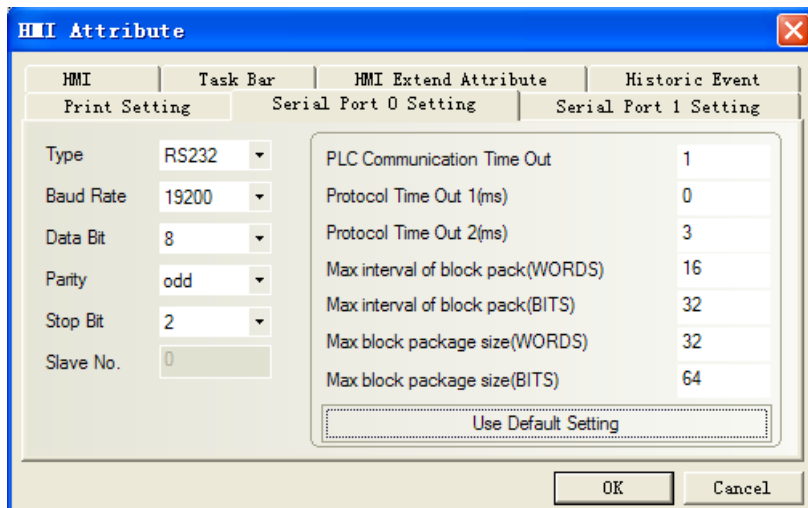 HMI Attribute
HMI Task Bar HMI Extend Attribute Historic Event
Print Setting Serial Port 0 Setting Serial Port 1 Setting
Type RS232
Baud Rate 19200
Data Bit 8
Parity odd
Stop Bit 2
Slave No. 0
PLC Communication Time Out 1
Protocol Time Out 1(ms) 0
Protocol Time Out 2(ms) 3
Max interval of block pack(WORDS) 16
Max interval of block pack(BITS) 32
Max block package size(WORDS) 32
Max block package size(BITS) 64
Use Default Setting
OK Cancel